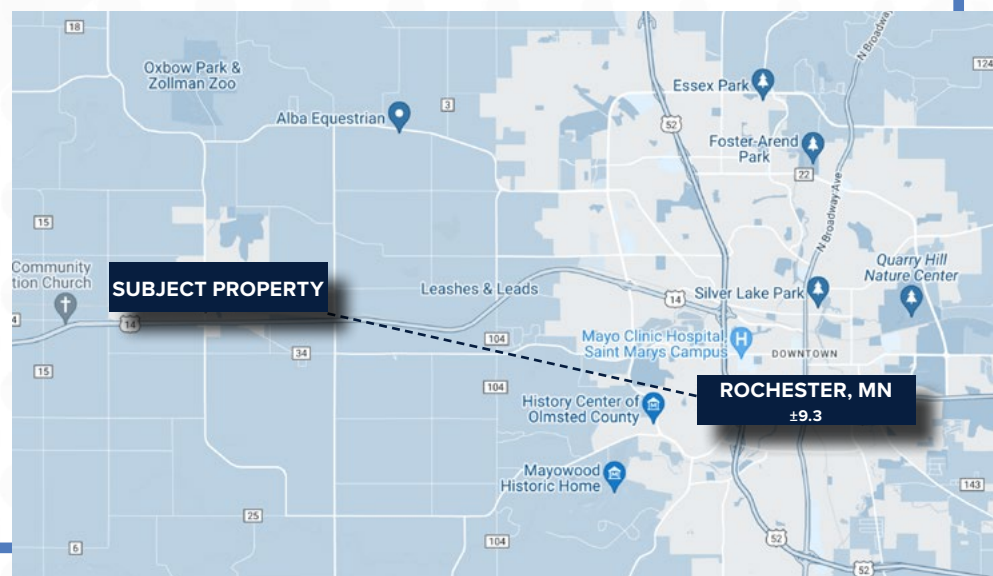 18
Oxbow Park &
Zollman Zoo
Alba Equestrian
3
52
Essex Park
N Broadway
124
Foster-Arend
Park
22
N Broadway Ave
15
Community
tion Church
SUBJECT PROPERTY
Leashes & Leads
Quarry Hill
Nature Center
4
14
14
Silver Lake Park
34
104
Mayo Clinic Hospital,
Saint Marys Campus
H
DOWNTOWN
15
104
ROCHESTER, MN
±9.3
History Center of
Olmsted County
Mayowood
Historic Home
143
25
6
104
52
52